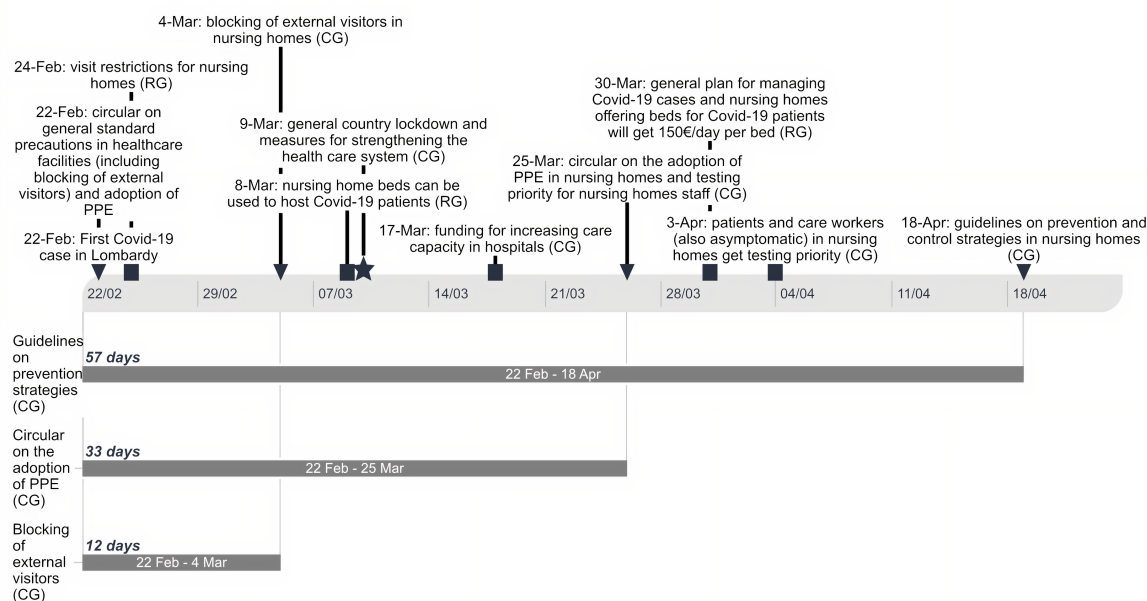 4-Mar: blocking of external visitors in
nursing homes (CG)
24-Feb: visit restrictions for nursing
homes (RG)
22-Feb: circular on
general standard
precautions in healthcare
facilities (including
blocking of external
visitors) and adoption of
PPE
22-Feb: First Covid-19
case in Lombardy
9-Mar: general country lockdown and
measures for strengthening the
health care system (CG)
8-Mar: nursing home beds can be
used to host Covid-19 patients (RG)
17-Mar: funding for increasing care
capacity in hospitals (CG)
30-Mar: general plan for managing
Covid-19 cases and nursing homes
offering beds for Covid-19 patients
will get 150€/day per bed (RG)
25-Mar: circular on the adoption of
PPE in nursing homes and testing
priority for nursing homes staff (CG)
3-Apr: patients and care workers
(also asymptomatic) in nursing
homes get testing priority (CG)
18-Apr: guidelines on prevention and
control strategies in nursing homes
(CG)
22/02 29/02 07/03 14/03 21/03 28/03 04/04 11/04 18/04
Guidelines
on
prevention
strategies
(CG)
57 days
22 Feb - 18 Apr
Circular
on the
adoption
of PPE
(CG)
33 days
22 Feb - 25 Mar
Blocking
of
external
visitors
(CG)
12 days
22 Feb - 4 Mar